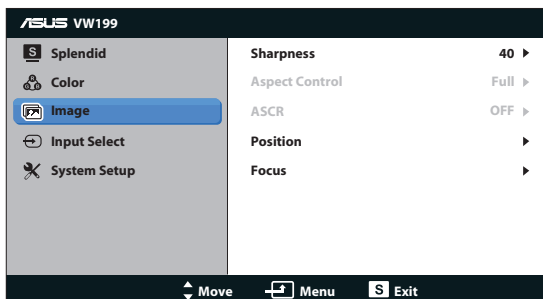 ASUS VW199
S Splendid
Color
Image
Input Select
System Setup
Sharpness 40
Aspect Control Full
ASCR OFF
Position
Focus
Move Menu S Exit